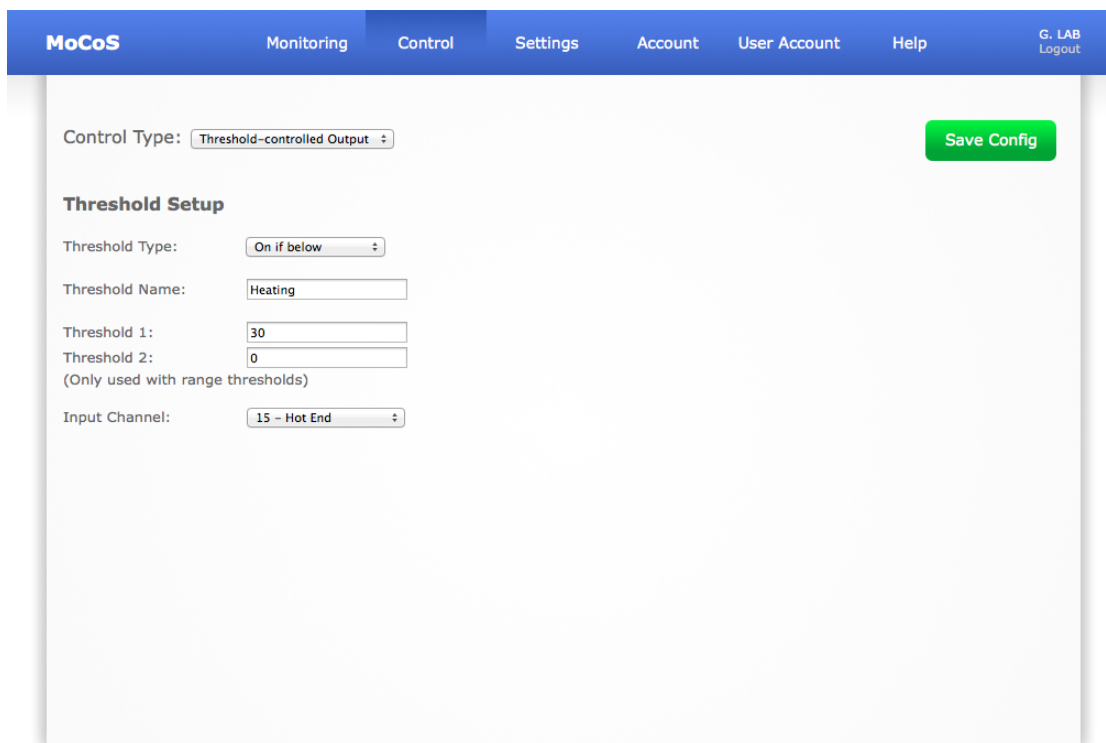 MoCoS Monitoring Control Settings Account User Account Help G. LAB
Logout
Control Type: Threshold-controlled Output Save Config
Threshold Setup
Threshold Type: On if below
Threshold Name: Heating
Threshold 1: 30
Threshold 2: 0
(Only used with range thresholds)
Input Channel: 15 – Hot End